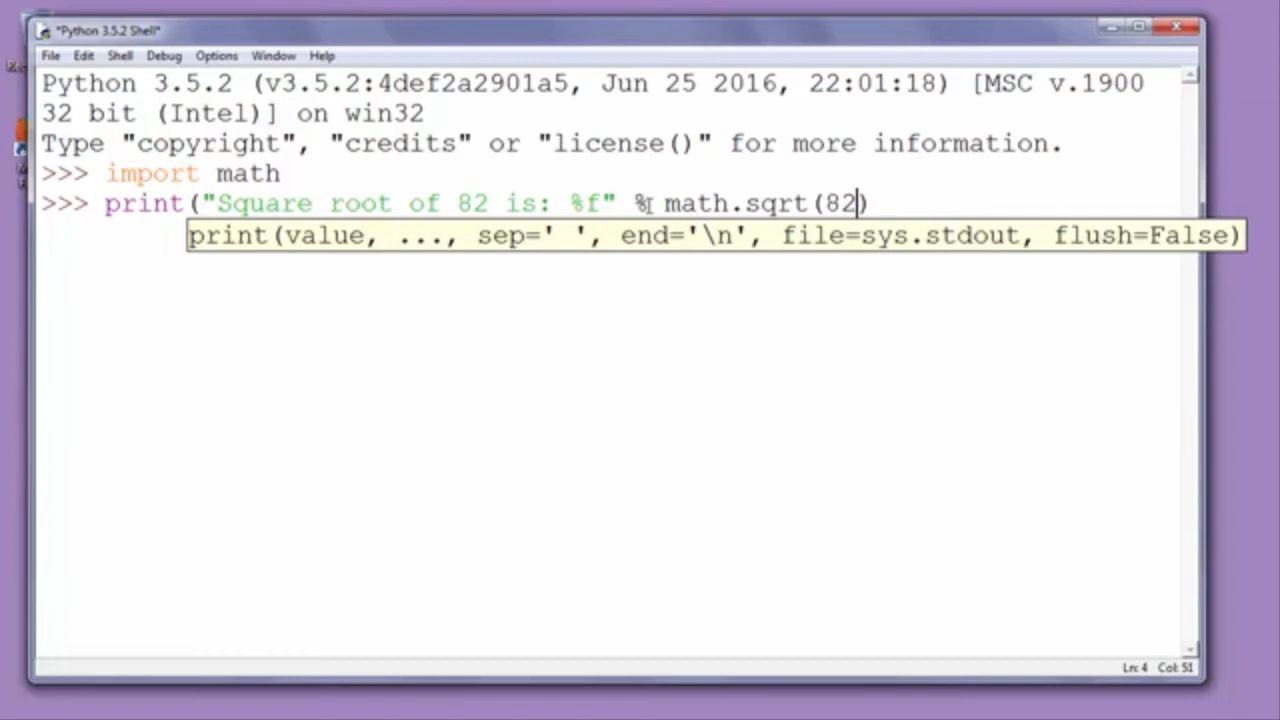 *Python 3.5.2 Shell*
File Edit Shell Debug Options Window Help
Python 3.5.2 (v3.5.2:4def2a2901a5, Jun 25 2016, 22:01:18) [MSC v.1900
32 bit (Intel)] on win32
Type "copyright", "credits" or "license()" for more information.
>>> import math
>>> print("Square root of 82 is: %f" % math.sqrt(82)
print(value, ..., sep=' ', end='\n', file=sys.stdout, flush=False)
Ln: 4 Col: 51